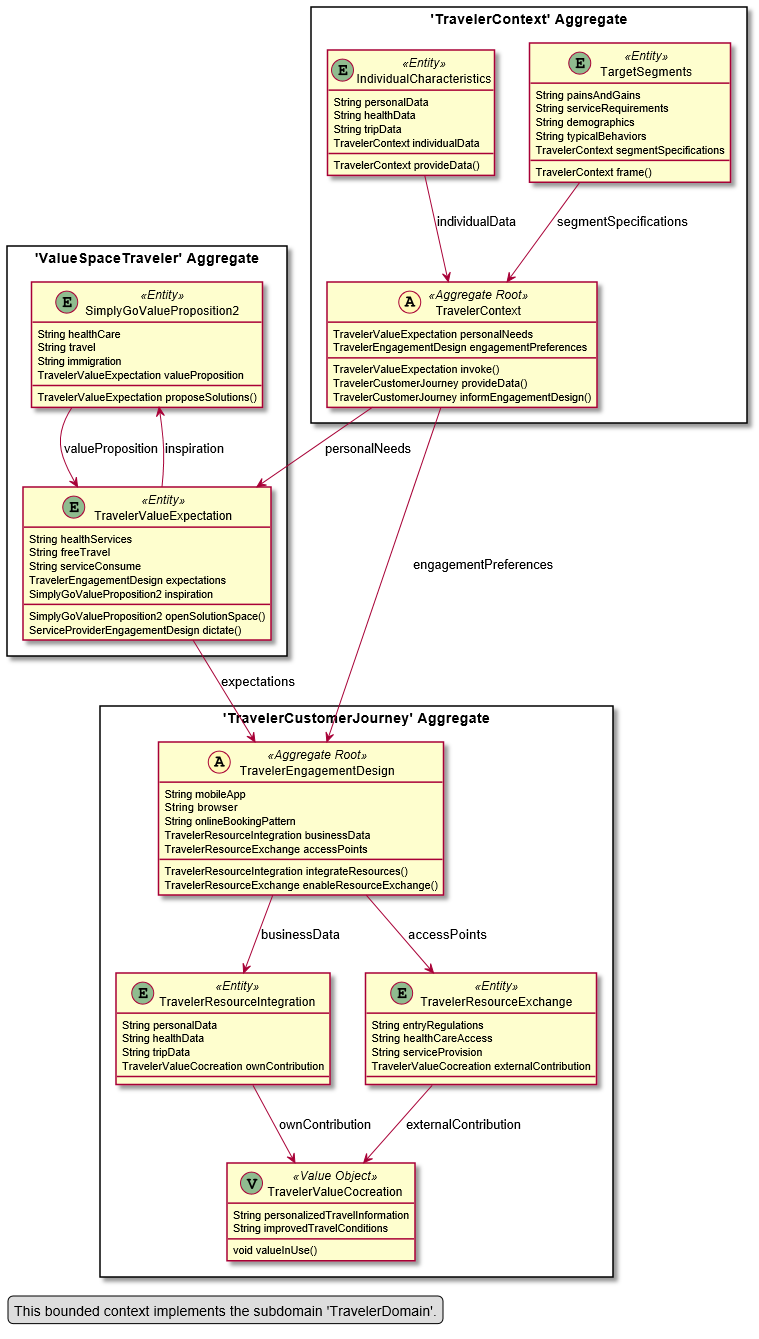 'TravelerContext' Aggregate
E
«Entity»
IndividualCharacteristics
String personalData
String healthData
String tripData
TravelerContext individualData
TravelerContext provideData()
E
«Entity»
TargetSegments
String painsAndGains
String serviceRequirements
String demographics
String typicalBehaviors
TravelerContext segmentSpecifications
TravelerContext frame()
individualData
segmentSpecifications
A
«Aggregate Root»
TravelerContext
TravelerValueExpectation personalNeeds
TravelerEngagementDesign engagementPreferences
TravelerValueExpectation invoke()
TravelerCustomerJourney provideData()
TravelerCustomerJourney informEngagementDesign()
'ValueSpaceTraveler' Aggregate
E
«Entity»
SimplyGoValueProposition2
String healthCare
String travel
String immigration
TravelerValueExpectation valueProposition
TravelerValueExpectation proposeSolutions()
valueProposition
inspiration
personalNeeds
E
«Entity»
TravelerValueExpectation
String healthServices
String freeTravel
String serviceConsume
TravelerEngagementDesign expectations
SimplyGoValueProposition2 inspiration
SimplyGoValueProposition2 openSolutionSpace()
ServiceProviderEngagementDesign dictate()
engagementPreferences
expectations
'TravelerCustomerJourney' Aggregate
A
«Aggregate Root»
TravelerEngagementDesign
String mobileApp
String browser
String onlineBookingPattern
TravelerResourceIntegration businessData
TravelerResourceExchange accessPoints
TravelerResourceIntegration integrateResources()
TravelerResourceExchange enableResourceExchange()
businessData
accessPoints
E
«Entity»
TravelerResourceIntegration
String personalData
String healthData
String tripData
TravelerValueCocreation ownContribution
E
«Entity»
TravelerResourceExchange
String entryRegulations
String healthCareAccess
String serviceProvision
TravelerValueCocreation externalContribution
ownContribution
externalContribution
V
«Value Object»
TravelerValueCocreation
String personalizedTravelInformation
String improvedTravelConditions
void valueInUse()
This bounded context implements the subdomain 'TravelerDomain'.